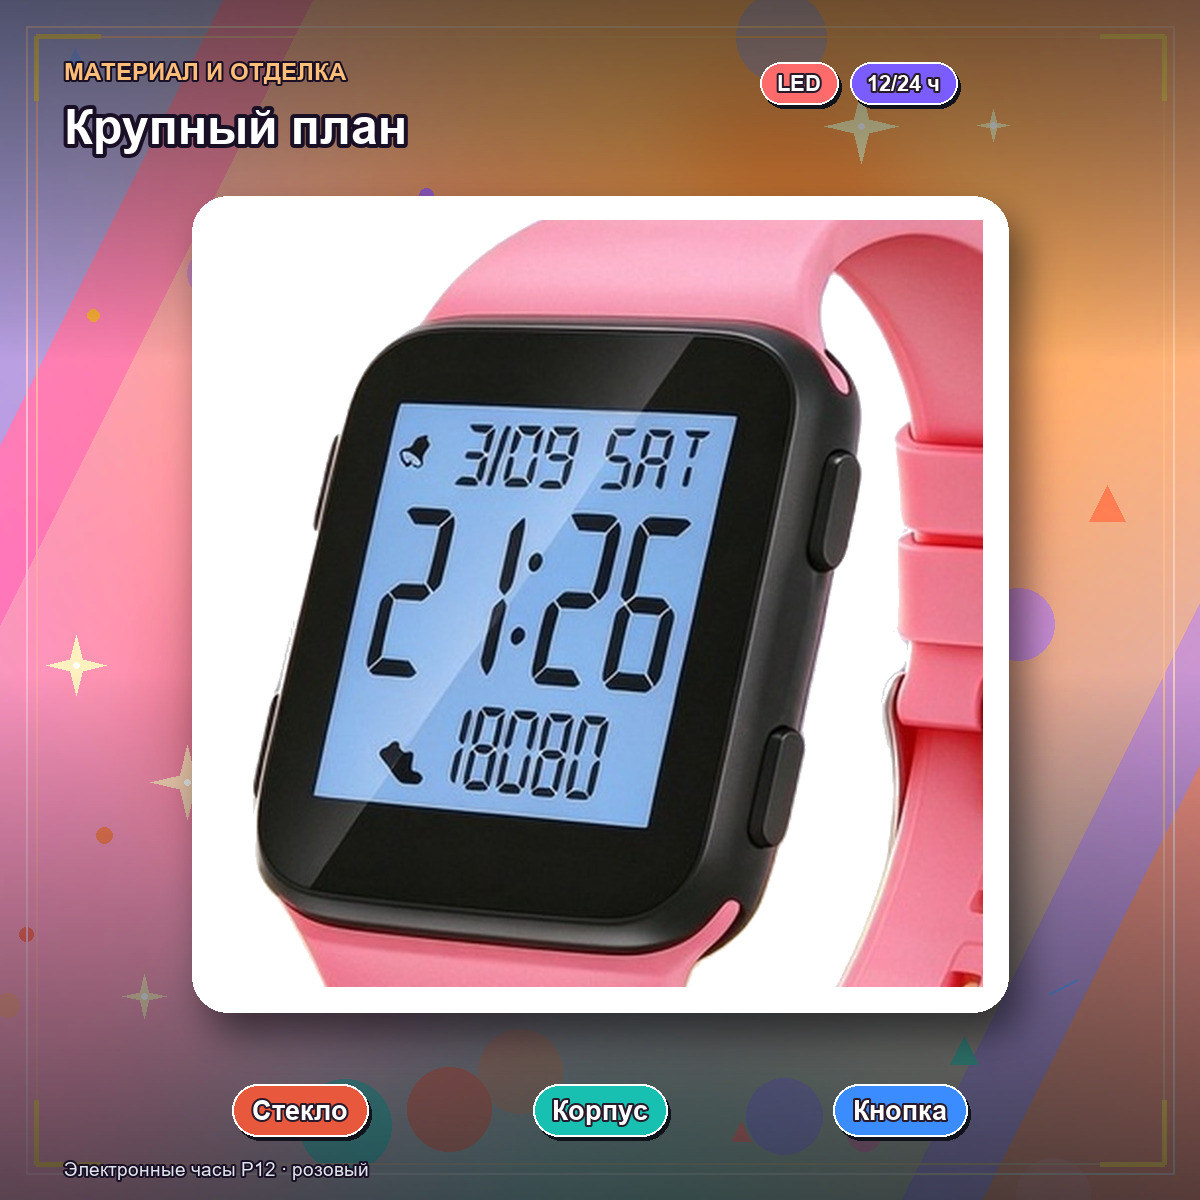 МАТЕРИАЛ И ОТДЕЛКА
Крупный план
LED
12/24 ч
3/09 SAT
21:26
18080
Стекло
Корпус
Кнопка
Электронные часы P12 · розовый